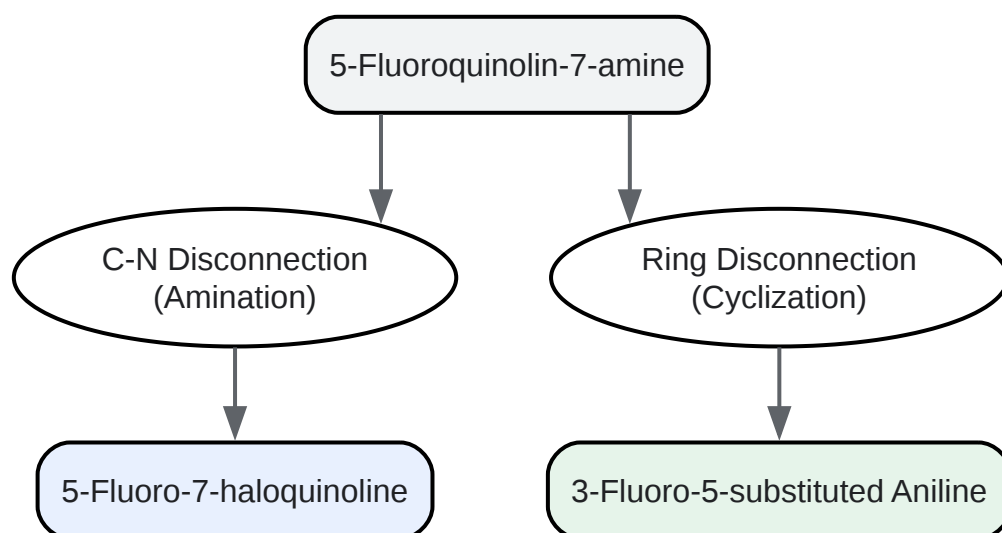 5-Fluoroquinolin-7-amine
C-N Disconnection
(Amination)
Ring Disconnection
(Cyclization)
5-Fluoro-7-haloquinoline
3-Fluoro-5-substituted Aniline